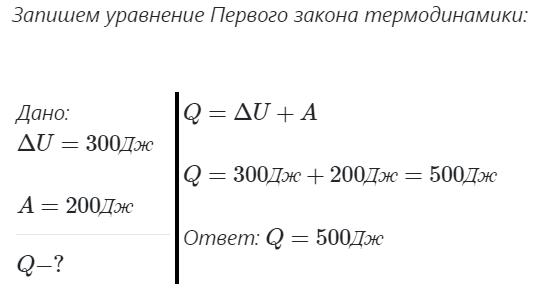 Запишем уравнение Первого закона термодинамики:
Дано:
ΔU = 300Дж
A = 200Дж
Q−?
Q = ΔU + A
Q = 300Дж + 200Дж = 500Дж
Ответ: Q = 500Дж